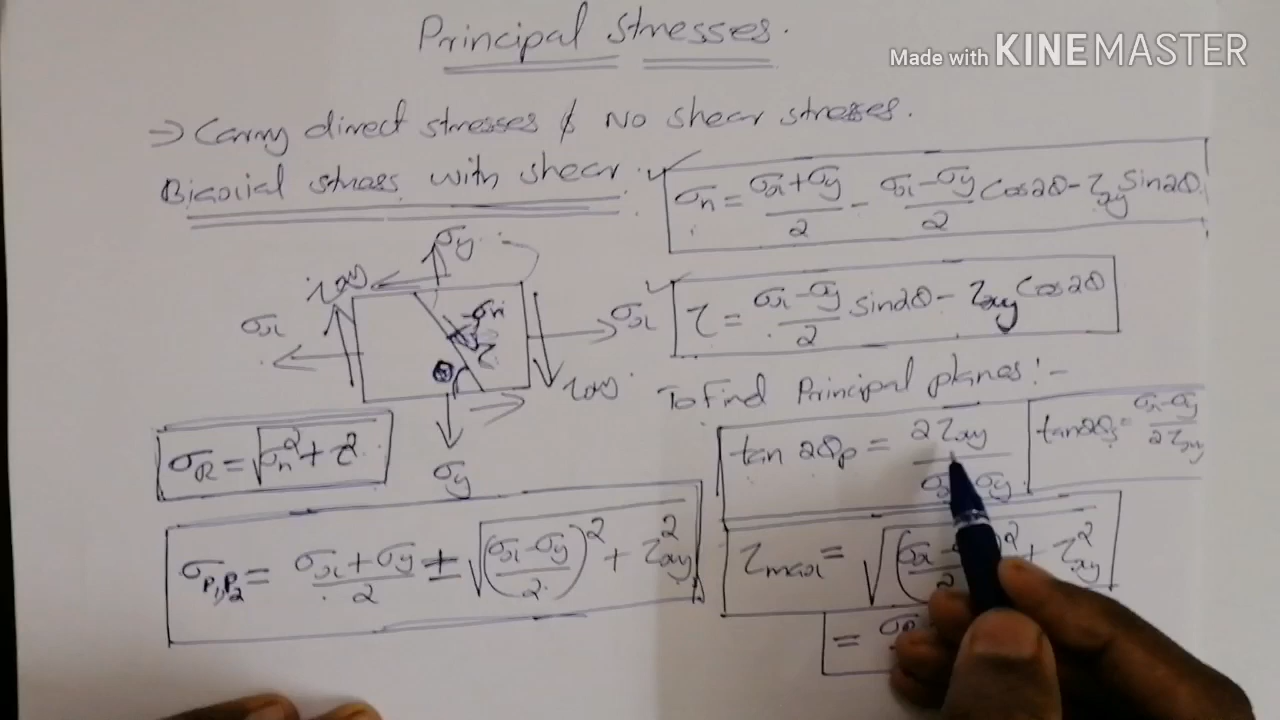 Principal Stresses.
Made with KINEMASTER
→ Carry direct stresses & No shear stresses.
Biaxial stress with shear.
σn = (σx + σy)/2 - (σx - σy)/2 Cos2θ - τxy Sin2θ
σy
τxy
σn
σx
σx
τ
θ
τxy
σy
τ = (σx - σy)/2 Sin2θ - τxy Cos2θ
To Find Principal planes:-
tan 2θp = 2τxy
σy
tan2θs = (σx - σy)/2τxy
σR = √(σn² + τ²)
σP1,P2 = (σx + σy)/2 ± √(((σx - σy)/2)² + τxy²)
τmax = √((σx - )/2)² + τxy²
=